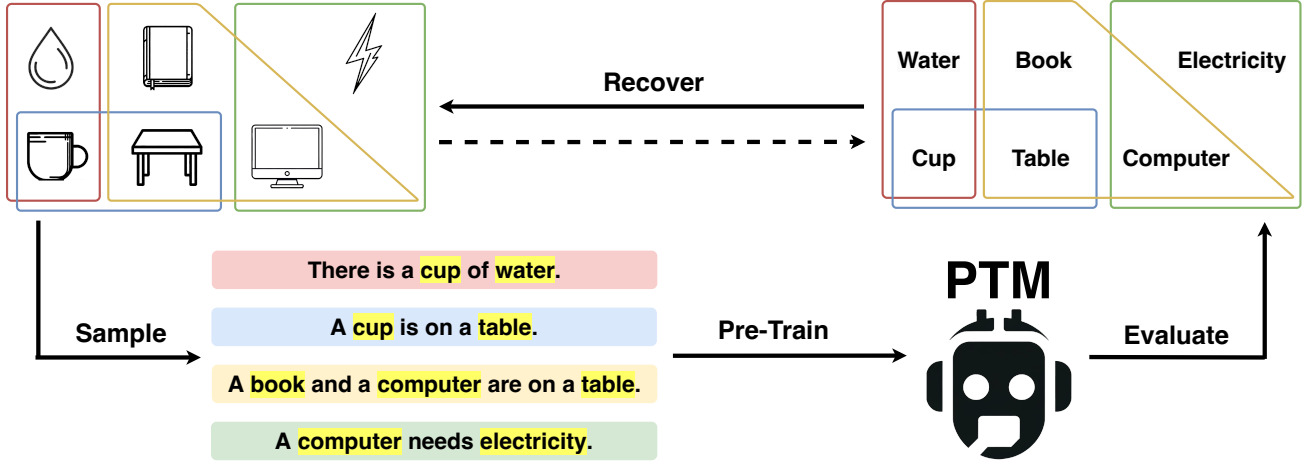 Water
Book
Electricity
Recover
Cup
Table
Computer
There is a cup of water.
PTM
Sample
A cup is on a table.
Pre-Train
Evaluate
A book and a computer are on a table.
A computer needs electricity.